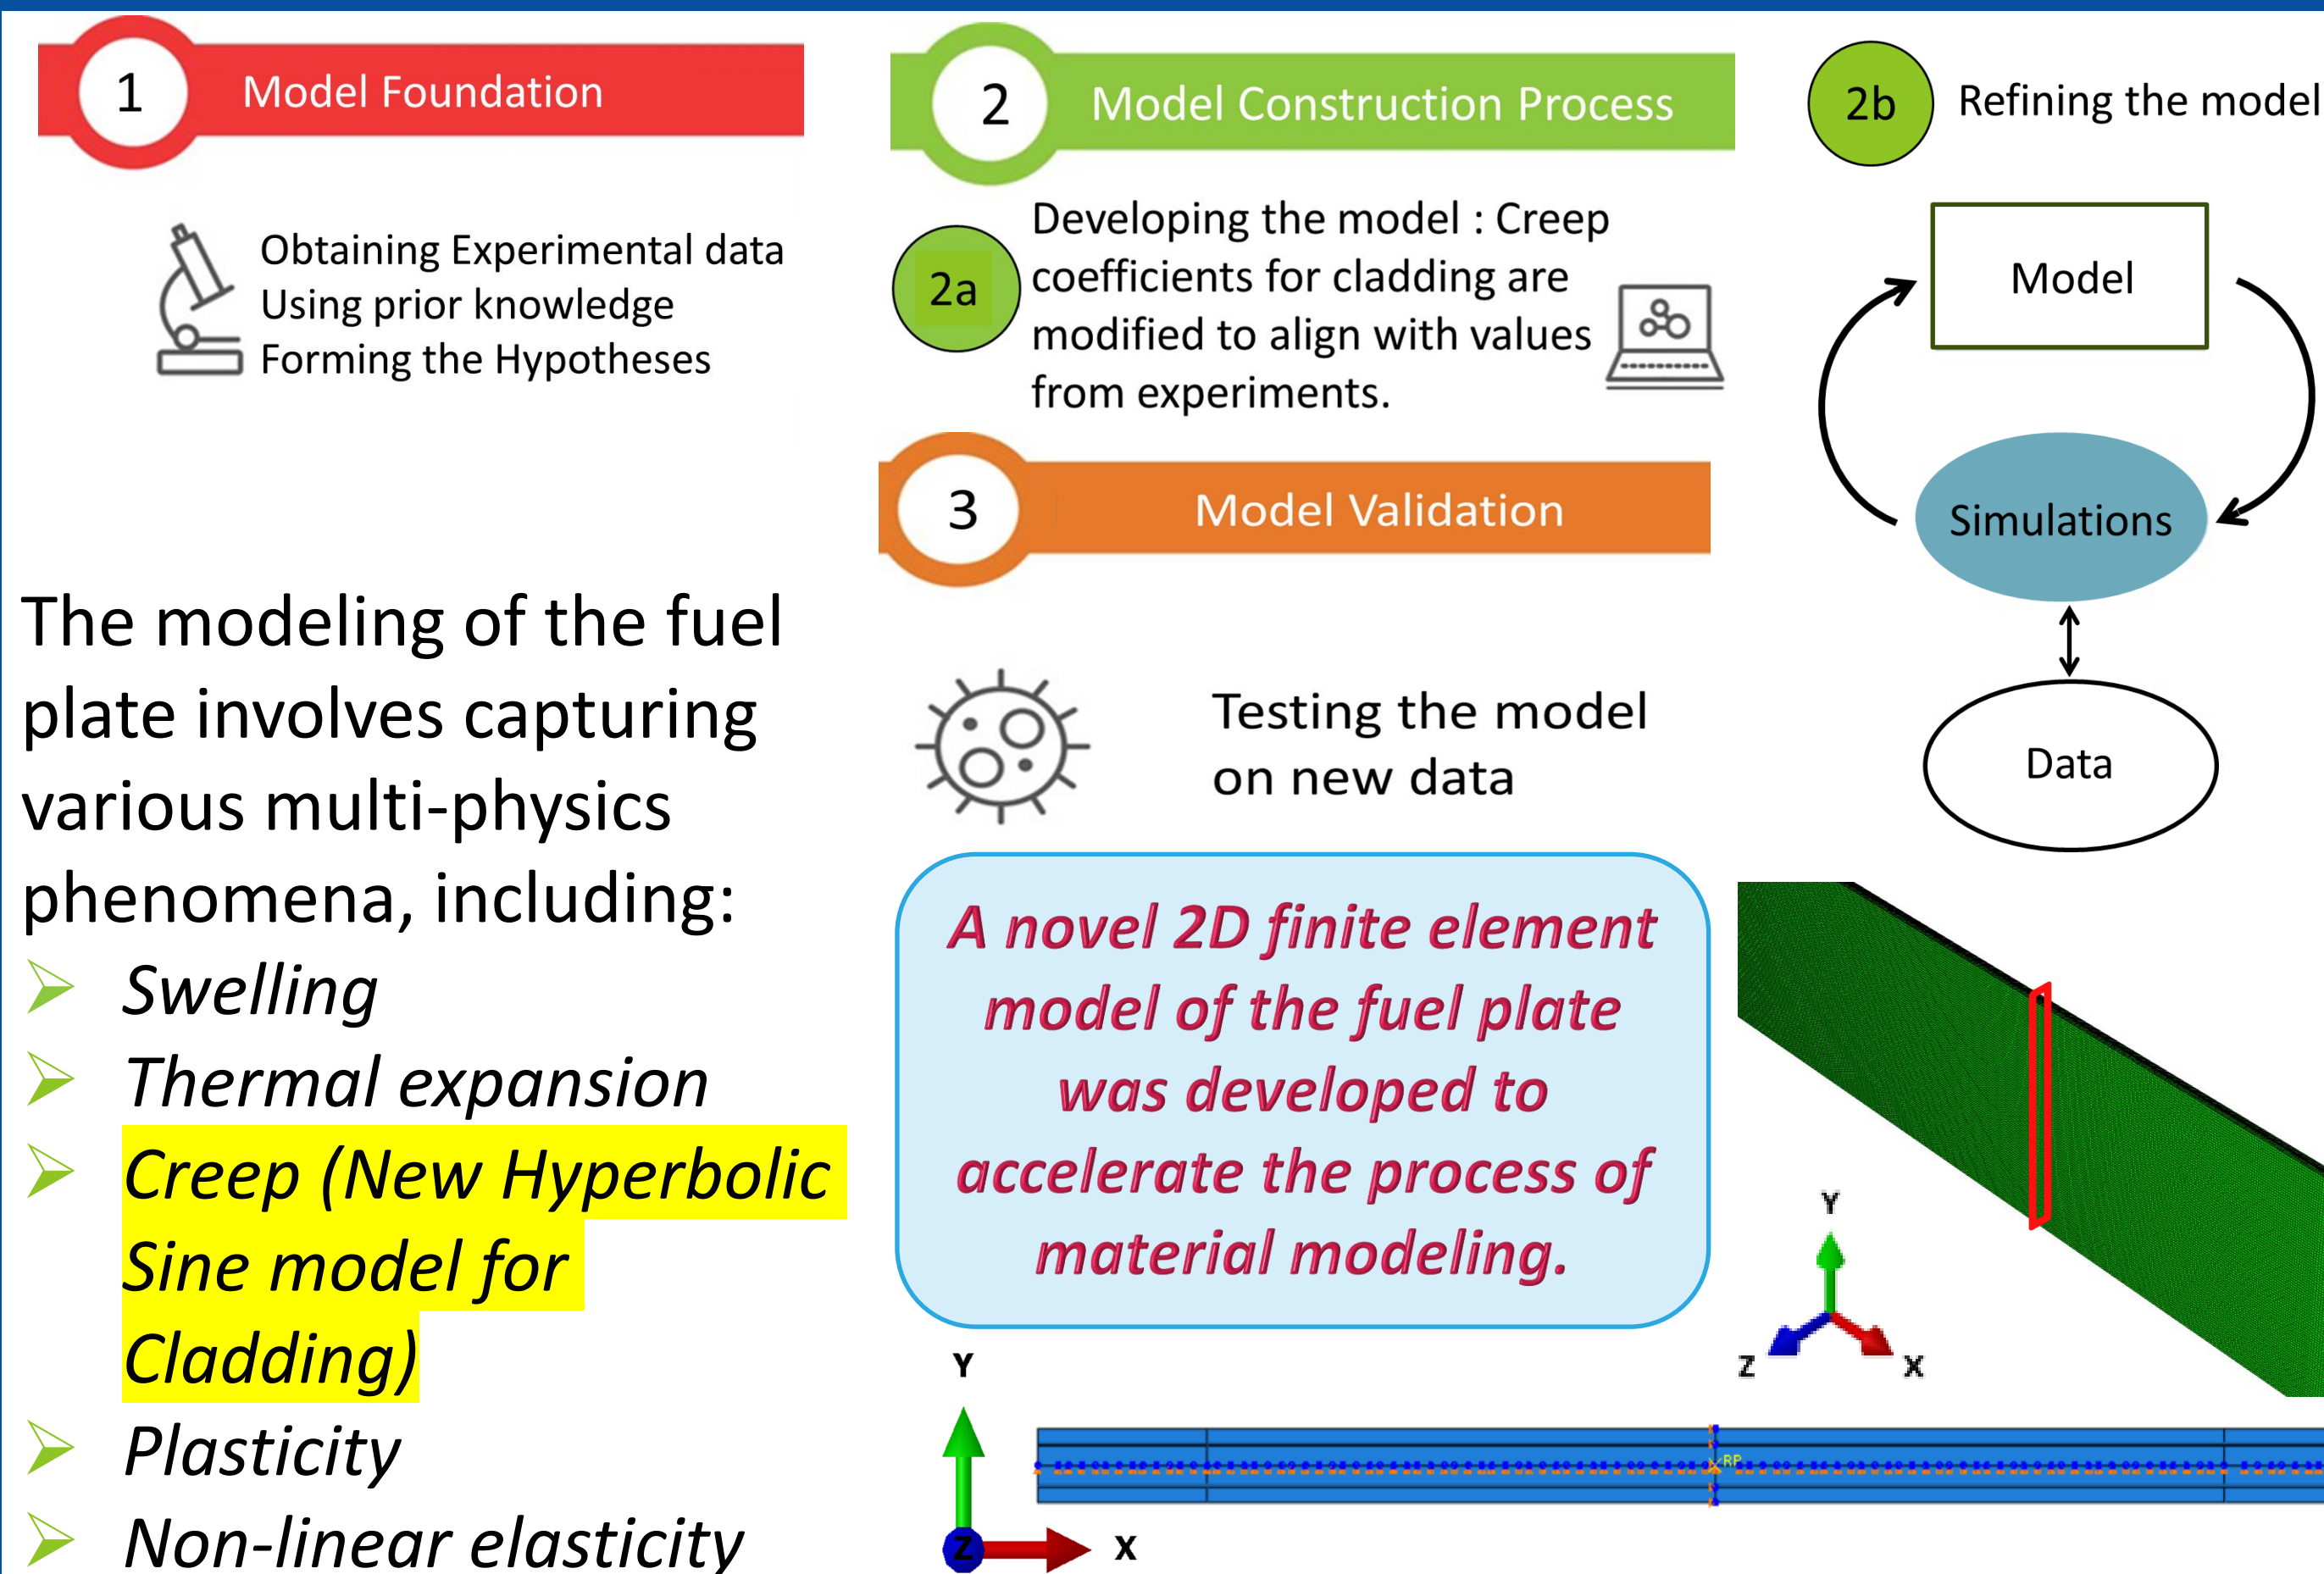 1
Model Foundation
Obtaining Experimental data
Using prior knowledge
Forming the Hypotheses
The modeling of the fuel
plate involves capturing
various multi-physics
phenomena, including:
Swelling
Thermal expansion
Creep (New Hyperbolic
Sine model for
Cladding)
Plasticity
Non-linear elasticity
2
Model Construction Process
2a
Developing the model : Creep
coefficients for cladding are
modified to align with values
from experiments.
3
Model Validation
Testing the model
on new data
A novel 2D finite element
model of the fuel plate
was developed to
accelerate the process of
material modeling.
2b
Refining the model
Model
Simulations
Data
Y
Z
X
Y
Z
X
RP